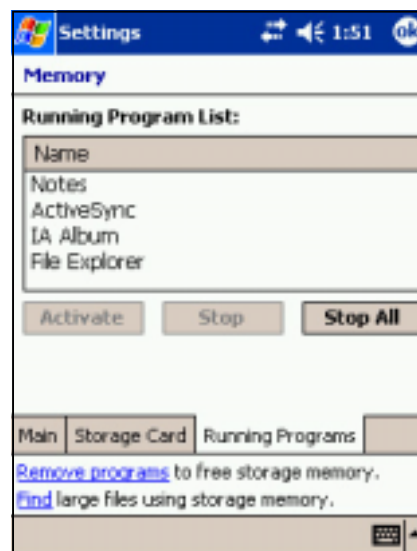 Settings 1:51 ok
Memory
Running Program List:
Name
Notes
ActiveSync
IA Album
File Explorer
Activate Stop Stop All
Main Storage Card Running Programs
Remove programs to free storage memory.
Find large files using storage memory.